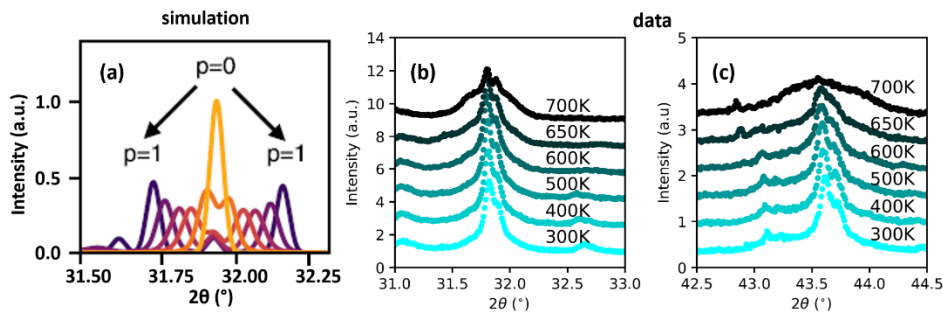 simulation
data
(a)
p=0
p=1
p=1
Intensity (a.u.)
1.0
0.5
0.0
31.50
31.75
32.00
32.25
2θ (°)
(b)
Intensity (a.u.)
14
12
10
8
6
4
2
0
700K
650K
600K
500K
400K
300K
31.0
31.5
32.0
32.5
33.0
2θ (°)
(c)
Intensity (a.u.)
5
4
3
2
1
0
700K
650K
600K
500K
400K
300K
42.5
43.0
43.5
44.0
44.5
2θ (°)